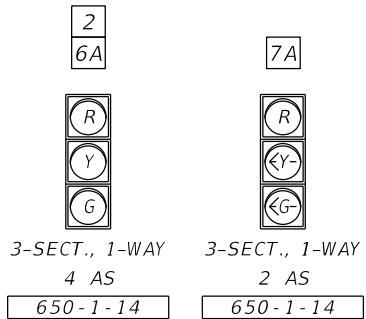 2
6A
7A
R
R
Y
<Y-
G
<G-
3-SECT., 1-WAY
3-SECT., 1-WAY
4 AS
2 AS
650-1-14
650-1-14